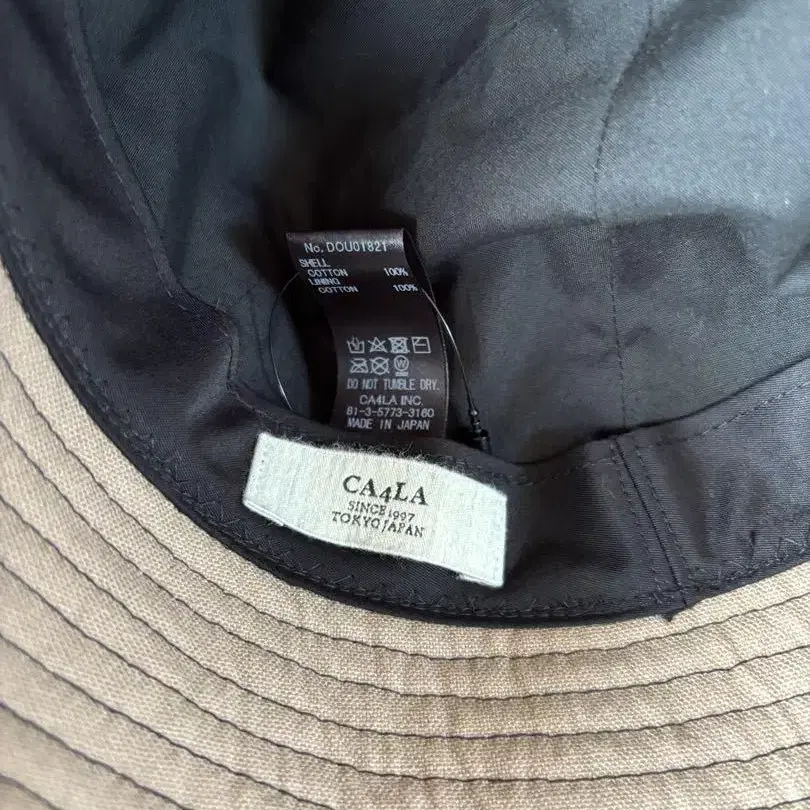 No. DOU01821
SHELL
COTTON 100%
LINING
COTTON 100%
DO NOT TUMBLE DRY.
CA4LA INC.
81-3-5773-3160
MADE IN JAPAN
CA4LA
SINCE 1997
TOKYO/JAPAN